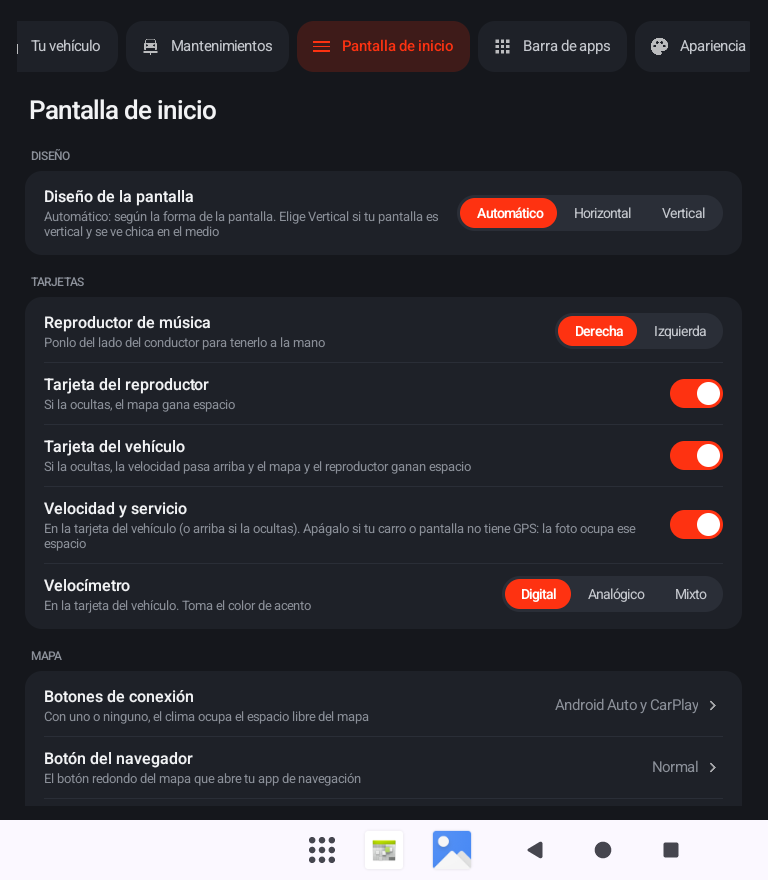 Tu vehículo
Mantenimientos
Pantalla de inicio
Barra de apps
Apariencia
Pantalla de inicio
DISEÑO
Diseño de la pantalla
Automático: según la forma de la pantalla. Elige Vertical si tu pantalla es
vertical y se ve chica en el medio
Automático
Horizontal
Vertical
TARJETAS
Reproductor de música
Ponlo del lado del conductor para tenerlo a la mano
Derecha
Izquierda
Tarjeta del reproductor
Si la ocultas, el mapa gana espacio
Tarjeta del vehículo
Si la ocultas, la velocidad pasa arriba y el mapa y el reproductor ganan espacio
Velocidad y servicio
En la tarjeta del vehículo (o arriba si la ocultas). Apágalo si tu carro o pantalla no tiene GPS: la foto ocupa ese
espacio
Velocímetro
En la tarjeta del vehículo. Toma el color de acento
Digital
Analógico
Mixto
MAPA
Botones de conexión
Con uno o ninguno, el clima ocupa el espacio libre del mapa
Android Auto y CarPlay
Botón del navegador
El botón redondo del mapa que abre tu app de navegación
Normal